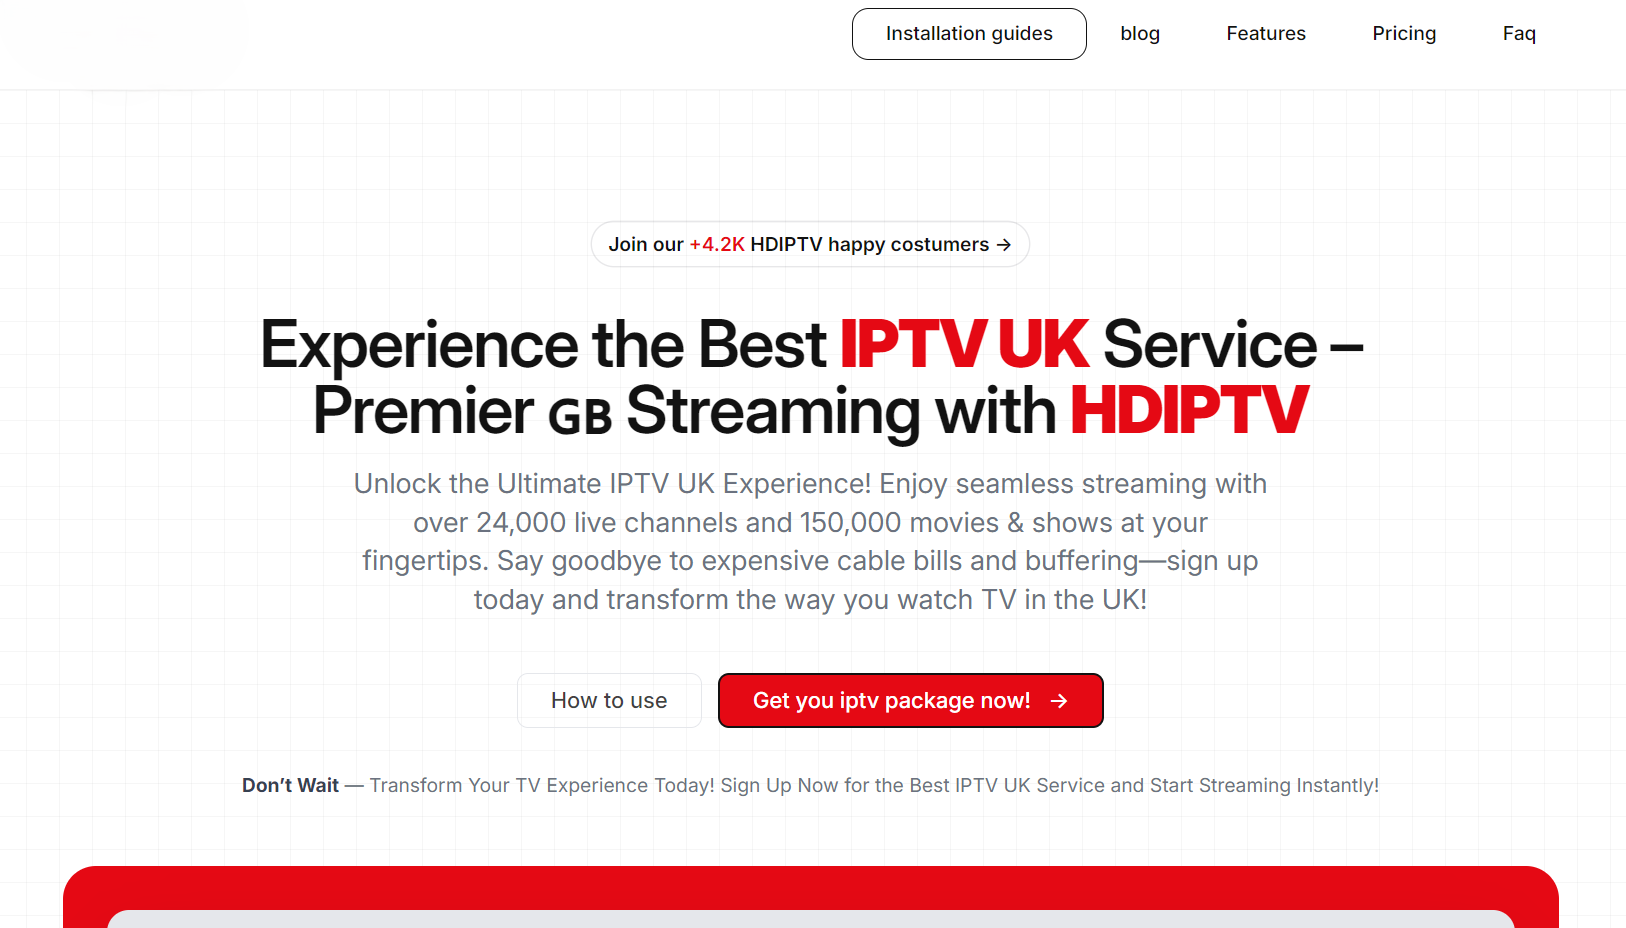 Installation guides
blog
Features
Pricing
Faq
Join our +4.2K HDIPTV happy costumers →
Experience the Best IPTV UK Service –
Premier GB Streaming with HDIPTV
Unlock the Ultimate IPTV UK Experience! Enjoy seamless streaming with
over 24,000 live channels and 150,000 movies & shows at your
fingertips. Say goodbye to expensive cable bills and buffering—sign up
today and transform the way you watch TV in the UK!
How to use
Get you iptv package now! →
Don’t Wait — Transform Your TV Experience Today! Sign Up Now for the Best IPTV UK Service and Start Streaming Instantly!